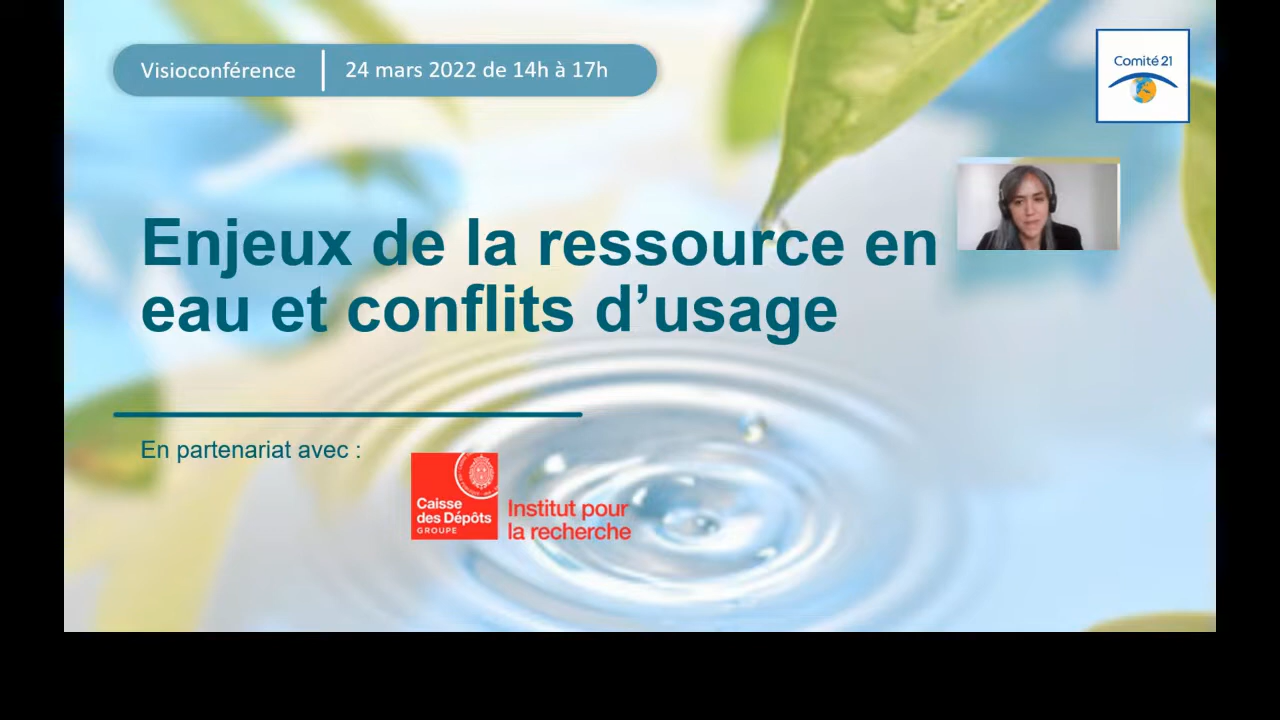 Visioconférence
24 mars 2022 de 14h à 17h
Comité 21
Enjeux de la ressource en
eau et conflits d’usage
En partenariat avec :
Caisse
des Dépôts
GROUPE
Institut pour
la recherche